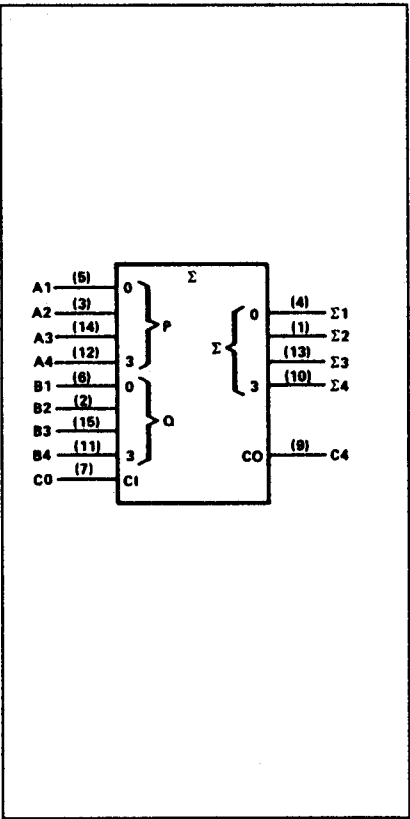 Σ
A1 (5) 0
A2 (3)
A3 (14)
A4 (12) 3
P
B1 (6) 0
B2 (2)
B3 (15)
B4 (11) 3
Q
C0 (7) CI
Σ
0 (4) Σ1
(1) Σ2
(13) Σ3
3 (10) Σ4
CO (9) C4